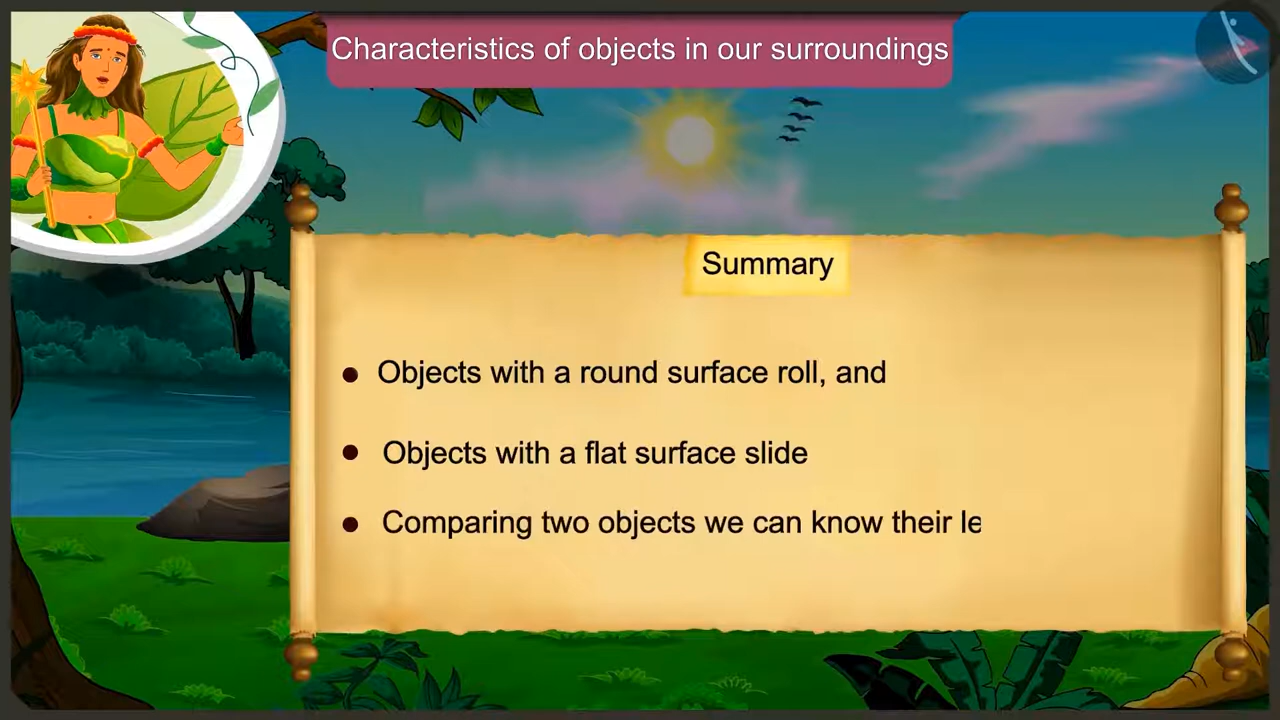 Characteristics of objects in our surroundings
Summary
• Objects with a round surface roll, and
• Objects with a flat surface slide
• Comparing two objects we can know their le